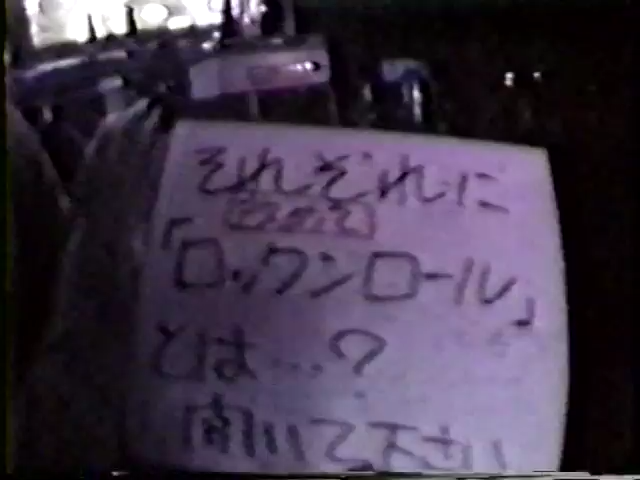 それぞれに
「ロックンロール」
とは…？
聞いて下さい